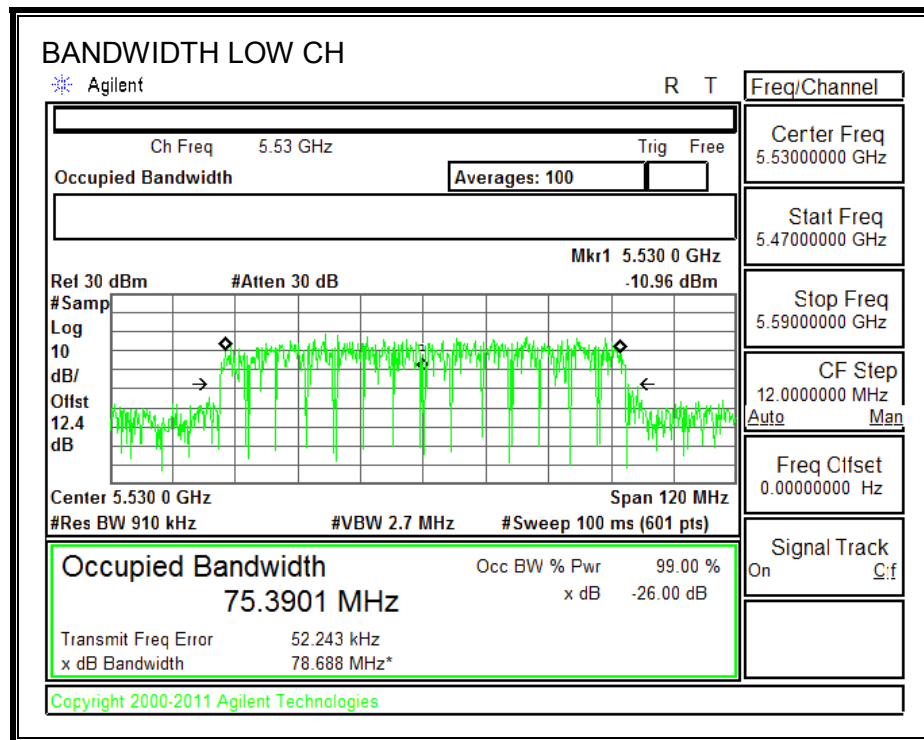 BANDWIDTH LOW CH
Agilent R T
Freq/Channel
Ch Freq 5.53 GHz Trig Free
Occupied Bandwidth Averages: 100
Center Freq
5.53000000 GHz
Start Freq
5.47000000 GHz
Mkr1 5.530 0 GHz
Ref 30 dBm #Atten 30 dB -10.96 dBm
#Samp
Log
10
dB/
Offst
12.4
dB
Stop Freq
5.59000000 GHz
CF Step
12.0000000 MHz
Auto Man
Freq Offset
0.00000000 Hz
Center 5.530 0 GHz Span 120 MHz
#Res BW 910 kHz #VBW 2.7 MHz #Sweep 100 ms (601 pts)
Signal Track
On Off
Occupied Bandwidth Occ BW % Pwr 99.00 %
75.3901 MHz x dB -26.00 dB
Transmit Freq Error 52.243 kHz
x dB Bandwidth 78.688 MHz*
Copyright 2000-2011 Agilent Technologies